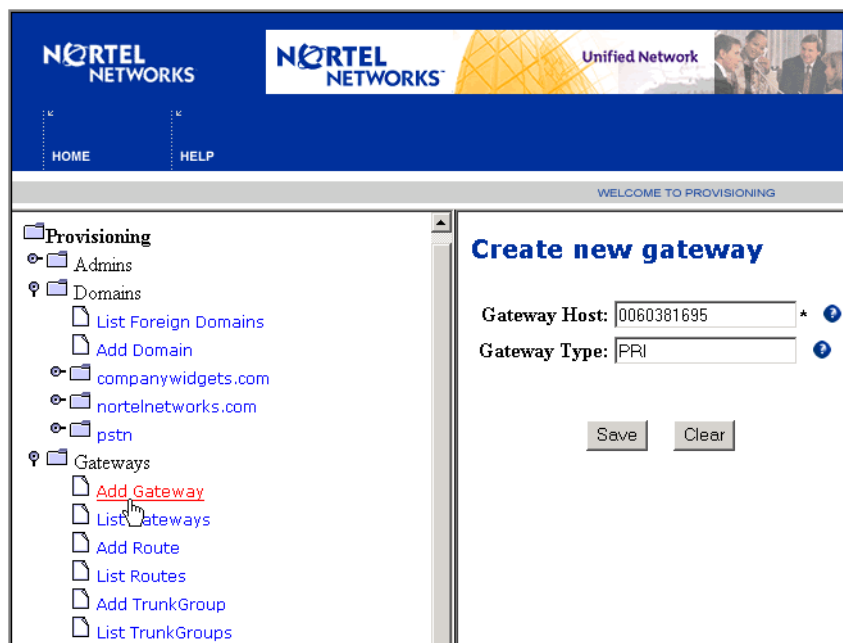 NORTEL
NETWORKS
NORTEL
NETWORKS
Unified Network
HOME
HELP
WELCOME TO PROVISIONING
Provisioning
Admins
Domains
List Foreign Domains
Add Domain
companywidgets.com
nortelnetworks.com
pstn
Gateways
Add Gateway
List Gateways
Add Route
List Routes
Add TrunkGroup
List TrunkGroups
Create new gateway
Gateway Host: 0060381695 * ?
Gateway Type: PRI ?
Save Clear